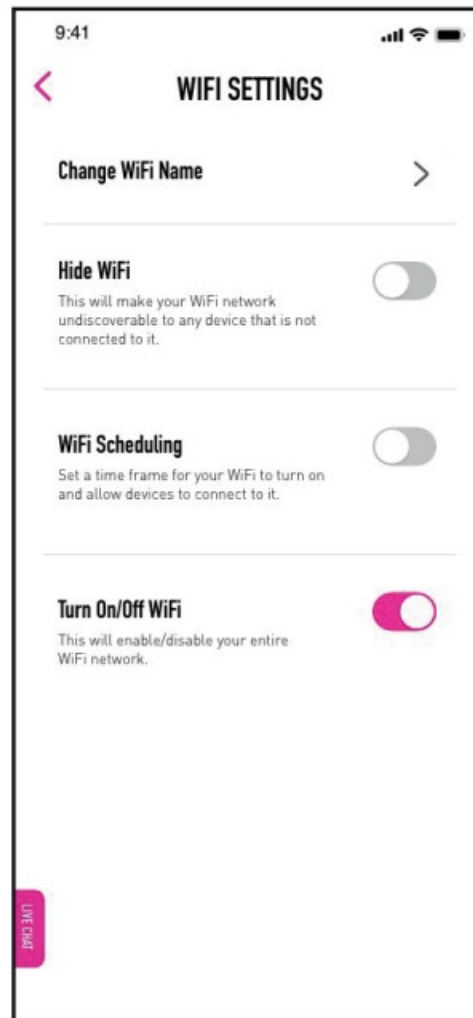 9:41
WIFI SETTINGS
Change WiFi Name
Hide WiFi
This will make your WiFi network
undiscoverable to any device that is not
connected to it.
WiFi Scheduling
Set a time frame for your WiFi to turn on
and allow devices to connect to it.
Turn On/Off WiFi
This will enable/disable your entire
WiFi network.
LIVE CHAT